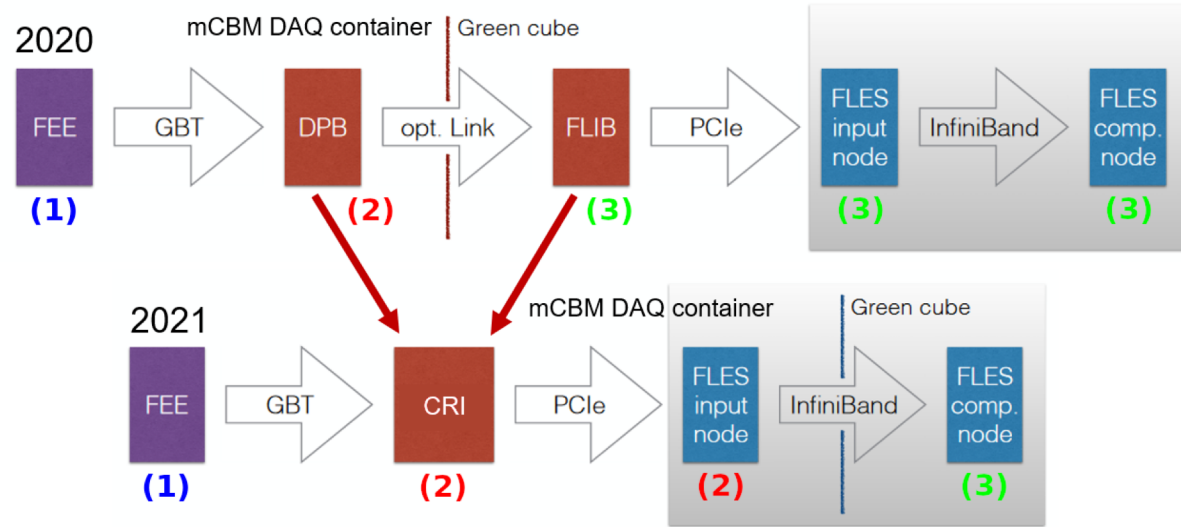 mCBM DAQ container
Green cube
2020
FEE
GBT
DPB
opt. Link
FLIB
PCIe
FLES
input
node
InfiniBand
FLES
comp.
node
(1)
(2)
(3)
(3)
(3)
2021
mCBM DAQ container
Green cube
FEE
GBT
CRI
PCIe
FLES
input
node
InfiniBand
FLES
comp.
node
(1)
(2)
(2)
(3)